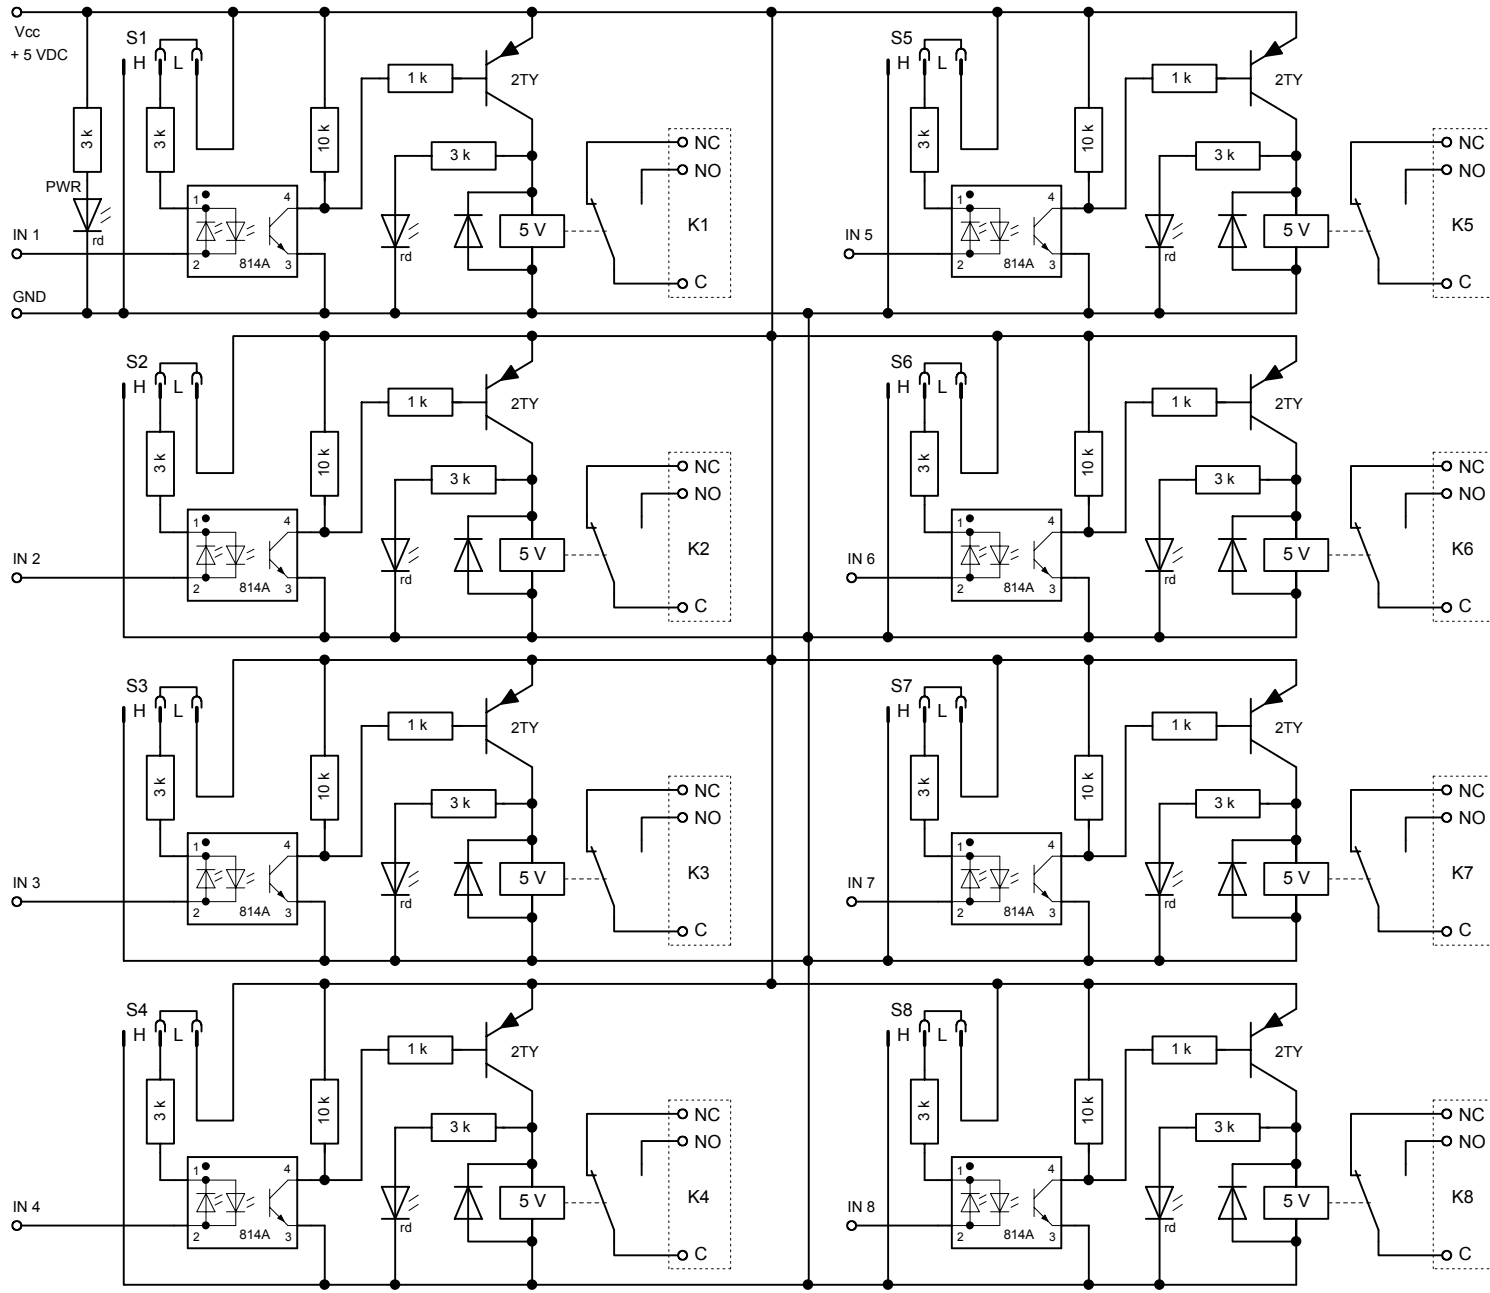 Vcc
+ 5 VDC
S1
H L
3 k
3 k
10 k
1 k
2TY
3 k
PWR
rd
1
4
2
814A
3
rd
5 V
NC
NO
K1
C
IN 1
GND
S5
H L
3 k
10 k
1 k
2TY
3 k
1
4
2
814A
3
rd
5 V
NC
NO
K5
C
IN 5
S2
H L
3 k
10 k
1 k
2TY
3 k
1
4
2
814A
3
rd
5 V
NC
NO
K2
C
IN 2
S6
H L
3 k
10 k
1 k
2TY
3 k
1
4
2
814A
3
rd
5 V
NC
NO
K6
C
IN 6
S3
H L
3 k
10 k
1 k
2TY
3 k
1
4
2
814A
3
rd
5 V
NC
NO
K3
C
IN 3
S7
H L
3 k
10 k
1 k
2TY
3 k
1
4
2
814A
3
rd
5 V
NC
NO
K7
C
IN 7
S4
H L
3 k
10 k
1 k
2TY
3 k
1
4
2
814A
3
rd
5 V
NC
NO
K4
C
IN 4
S8
H L
3 k
10 k
1 k
2TY
3 k
1
4
2
814A
3
rd
5 V
NC
NO
K8
C
IN 8